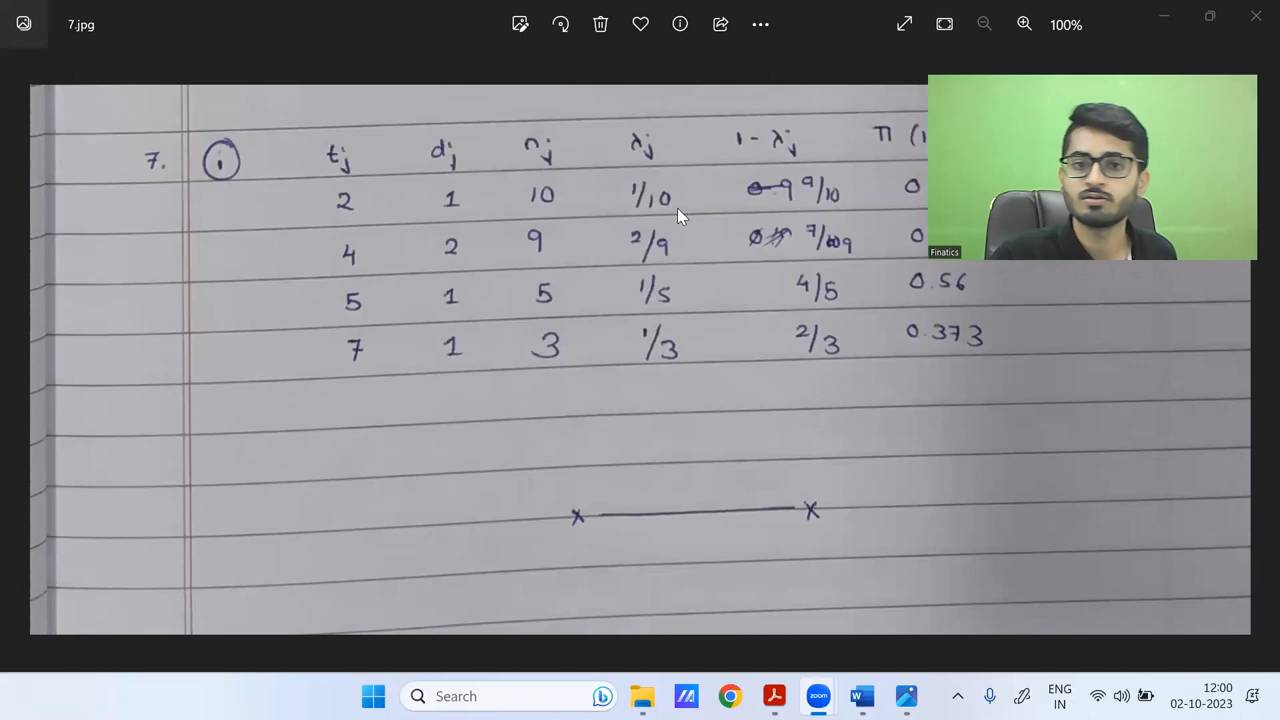 7.jpg
100%
7. i tj dj nj λj 1 - λj Π (1
2 1 10 1/10 9/10 0
4 2 9 2/9 7/9 0
5 1 5 1/5 4/5 0.56
7 1 3 1/3 2/3 0.373
x x
Finatics
Search
ENG
IN
12:00
02-10-2023